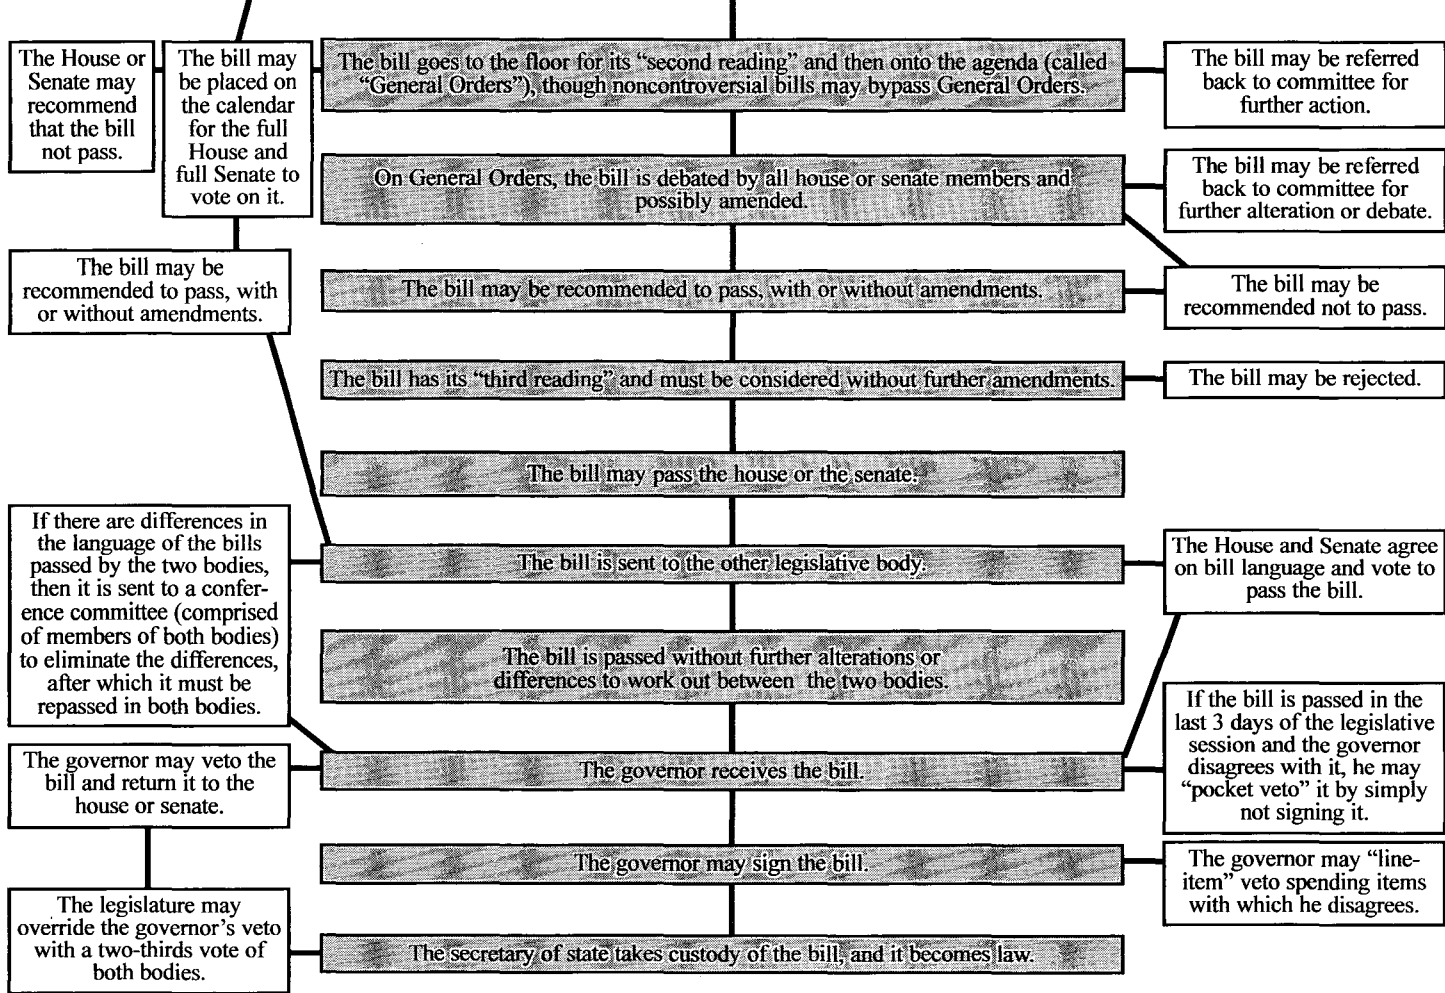 The House or
Senate may
recommend
that the bill
not pass.
The bill may
be placed on
the calendar
for the full
House and
full Senate to
vote on it.
The bill goes to the floor for its “second reading” and then onto the agenda (called
“General Orders”), though noncontroversial bills may bypass General Orders.
The bill may be referred
back to committee for
further action.
On General Orders, the bill is debated by all house or senate members and
possibly amended.
The bill may be referred
back to committee for
further alteration or debate.
The bill may be
recommended to pass, with
or without amendments.
The bill may be recommended to pass, with or without amendments.
The bill may be
recommended not to pass.
The bill has its “third reading” and must be considered without further amendments.
The bill may be rejected.
The bill may pass the house or the senate.
If there are differences in
the language of the bills
passed by the two bodies,
then it is sent to a confer-
ence committee (comprised
of members of both bodies)
to eliminate the differences,
after which it must be
repassed in both bodies.
The bill is sent to the other legislative body.
The House and Senate agree
on bill language and vote to
pass the bill.
The bill is passed without further alterations or
differences to work out between the two bodies.
The governor may veto the
bill and return it to the
house or senate.
The governor receives the bill.
If the bill is passed in the
last 3 days of the legislative
session and the governor
disagrees with it, he may
“pocket veto” it by simply
not signing it.
The governor may sign the bill.
The governor may “line-
item” veto spending items
with which he disagrees.
The legislature may
override the governor’s veto
with a two-thirds vote of
both bodies.
The secretary of state takes custody of the bill, and it becomes law.